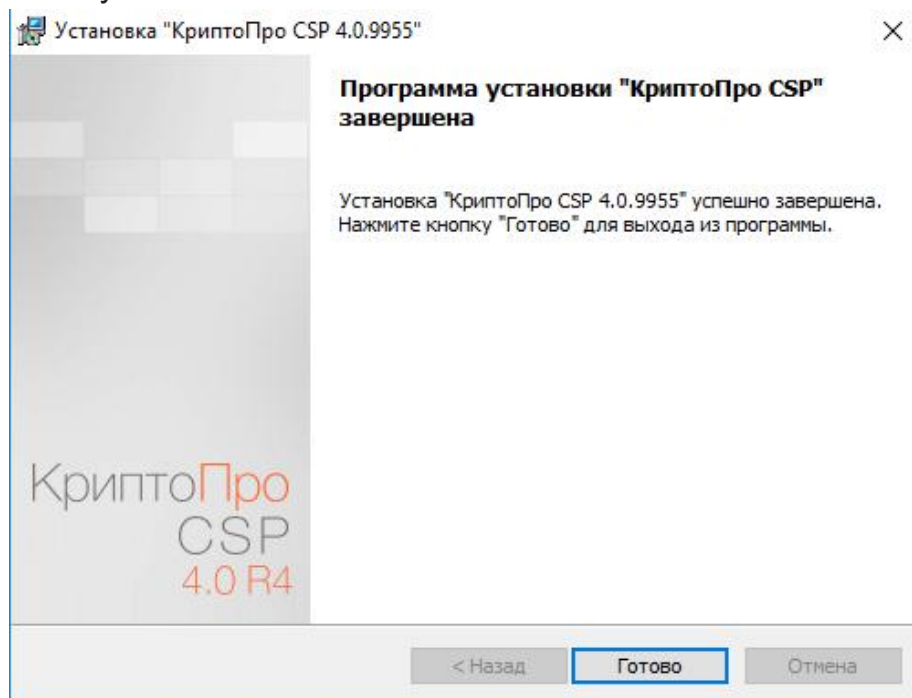 Установка "КриптоПро CSP 4.0.9955"
Программа установки "КриптоПро CSP"
завершена
Установка "КриптоПро CSP 4.0.9955" успешно завершена.
Нажмите кнопку "Готово" для выхода из программы.
КриптоПро
CSP
4.0 R4
< Назад
Готово
Отмена